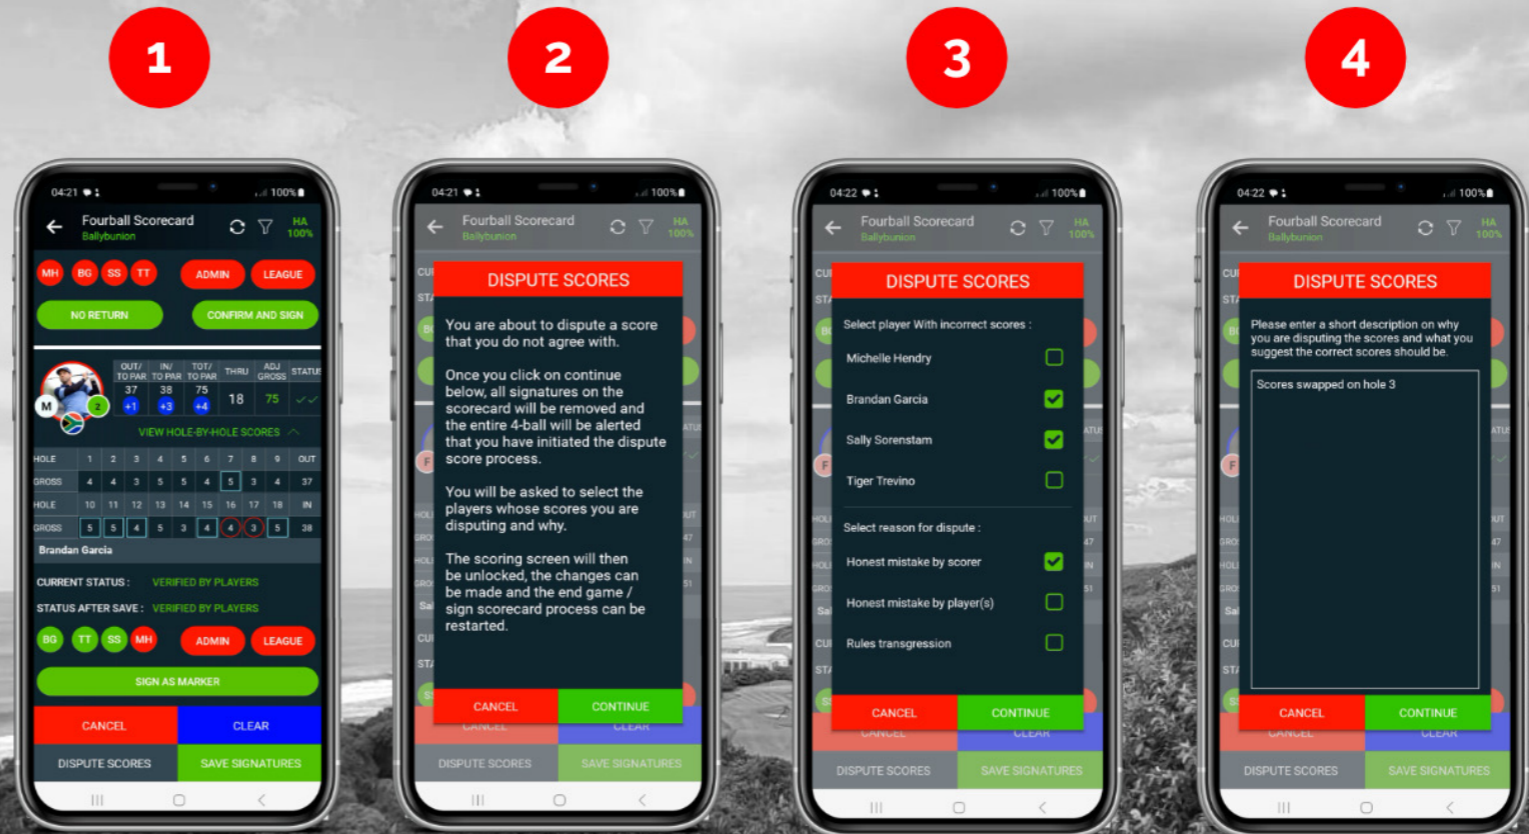 1
2
3
4
04:21
100%
Fourball Scorecard
Ballybunion
HA
100%
MH BG SS TT ADMIN LEAGUE
NO RETURN CONFIRM AND SIGN
OUT/ TO PAR IN/ TO PAR TOT/ TO PAR THRU ADJ GROSS STATUS
37 38 75 18 75
+1 +3 +4
M 2
VIEW HOLE-BY-HOLE SCORES
HOLE 1 2 3 4 5 6 7 8 9 OUT
GROSS 4 4 3 5 5 4 5 3 4 37
HOLE 10 11 12 13 14 15 16 17 18 IN
GROSS 5 5 4 5 3 4 4 3 5 38
Brandan Garcia
CURRENT STATUS : VERIFIED BY PLAYERS
STATUS AFTER SAVE : VERIFIED BY PLAYERS
BG TT SS MH ADMIN LEAGUE
SIGN AS MARKER
CANCEL CLEAR
DISPUTE SCORES SAVE SIGNATURES
04:21
100%
Fourball Scorecard
Ballybunion
HA
100%
DISPUTE SCORES
You are about to dispute a score
that you do not agree with.
Once you click on continue
below, all signatures on the
scorecard will be removed and
the entire 4-ball will be alerted
that you have initiated the dispute
score process.
You will be asked to select the
players whose scores you are
disputing and why.
The scoring screen will then
be unlocked, the changes can
be made and the end game /
sign scorecard process can be
restarted.
CANCEL CONTINUE
CANCEL CLEAR
DISPUTE SCORES SAVE SIGNATURES
04:22
100%
Fourball Scorecard
Ballybunion
HA
100%
DISPUTE SCORES
Select player With incorrect scores :
Michelle Hendry
Brandan Garcia
Sally Sorenstam
Tiger Trevino
Select reason for dispute :
Honest mistake by scorer
Honest mistake by player(s)
Rules transgression
CANCEL CONTINUE
CANCEL CLEAR
DISPUTE SCORES SAVE SIGNATURES
04:22
100%
Fourball Scorecard
Ballybunion
HA
100%
DISPUTE SCORES
Please enter a short description on why
you are disputing the scores and what you
suggest the correct scores should be.
Scores swapped on hole 3
CANCEL CONTINUE
CANCEL CLEAR
DISPUTE SCORES SAVE SIGNATURES